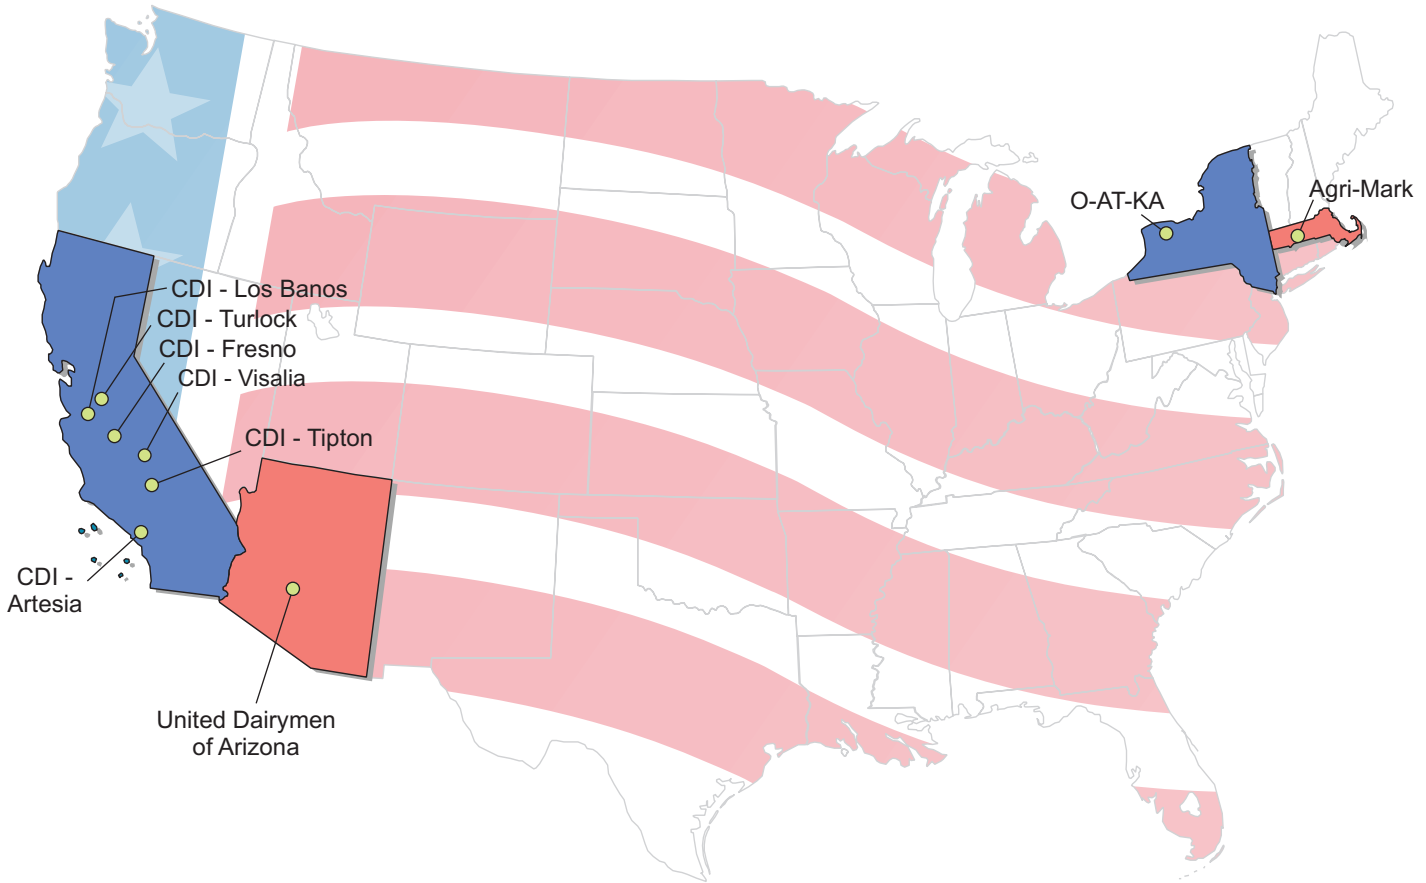 O-AT-KA
Agri-Mark
CDI - Los Banos
CDI - Turlock
CDI - Fresno
CDI - Visalia
CDI - Tipton
CDI -
Artesia
United Dairymen
of Arizona